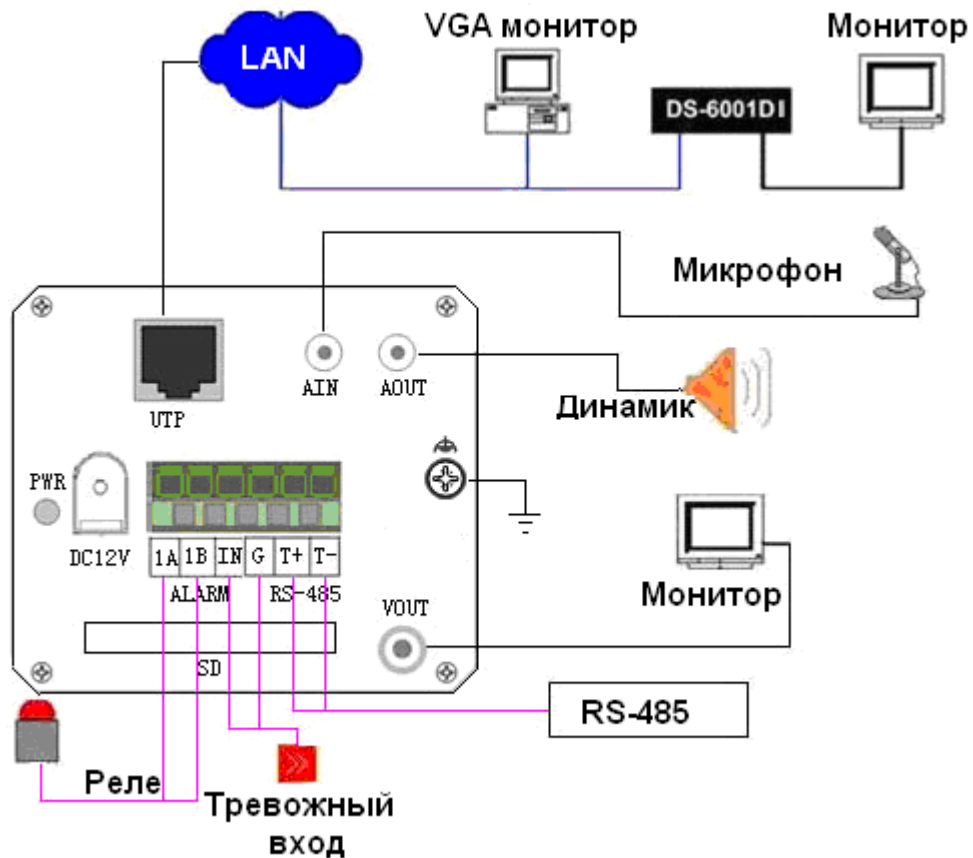 VGA монитор
Монитор
LAN
DS-6001DI
Микрофон
AIN
AOUT
UTP
Динамик
PWR
DC12V
1A 1B IN G T+ T-
ALARM RS-485
VOUT
Монитор
SD
RS-485
Реле
Тревожный
вход